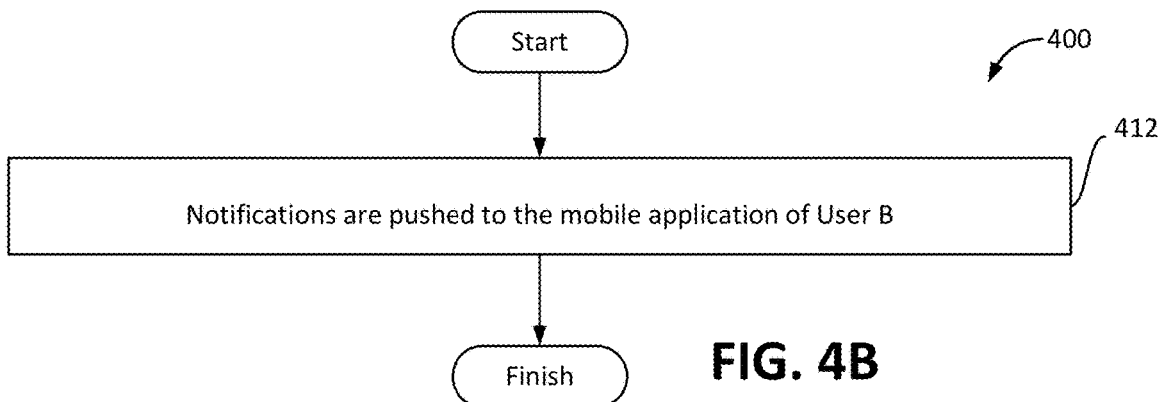 Start
400
412
Notifications are pushed to the mobile application of User B
Finish
FIG. 4B